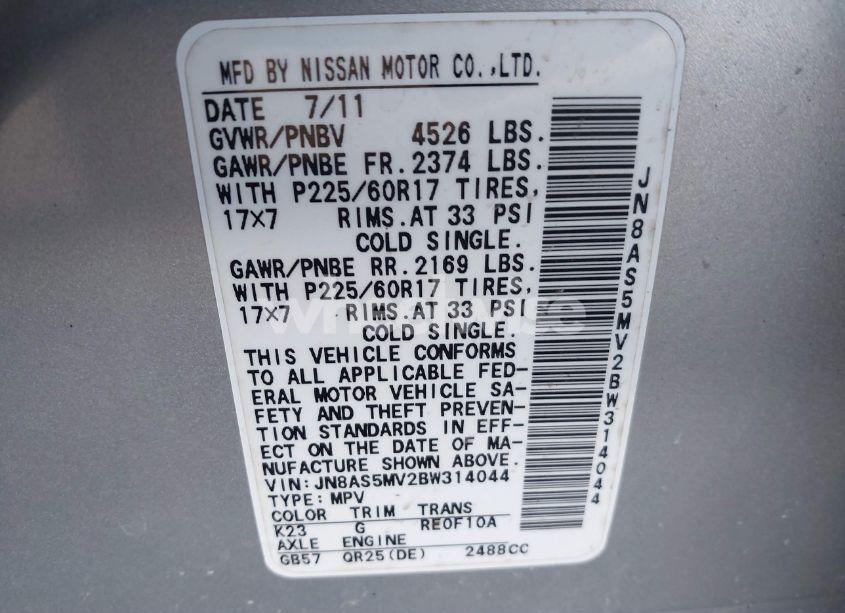 MFD BY NISSAN MOTOR CO.,LTD.
DATE 7/11
GVWR/PNBV 4526 LBS.
GAWR/PNBE FR.2374 LBS.
WITH P225/60R17 TIRES,
17×7 RIMS.AT 33 PSI
COLD SINGLE.
GAWR/PNBE RR.2169 LBS.
WITH P225/60R17 TIRES,
17×7 RIMS.AT 33 PSI
COLD SINGLE.
THIS VEHICLE CONFORMS
TO ALL APPLICABLE FED-
ERAL MOTOR VEHICLE SA-
FETY AND THEFT PREVEN-
TION STANDARDS IN EFF-
ECT ON THE DATE OF MA-
NUFACTURE SHOWN ABOVE.
VIN:JN8AS5MV2BW314044
TYPE:MPV
COLOR TRIM TRANS
K23 G RE0F10A
AXLE ENGINE
GB57 QR25(DE) 2488CC
JN8AS5MV2BW314044